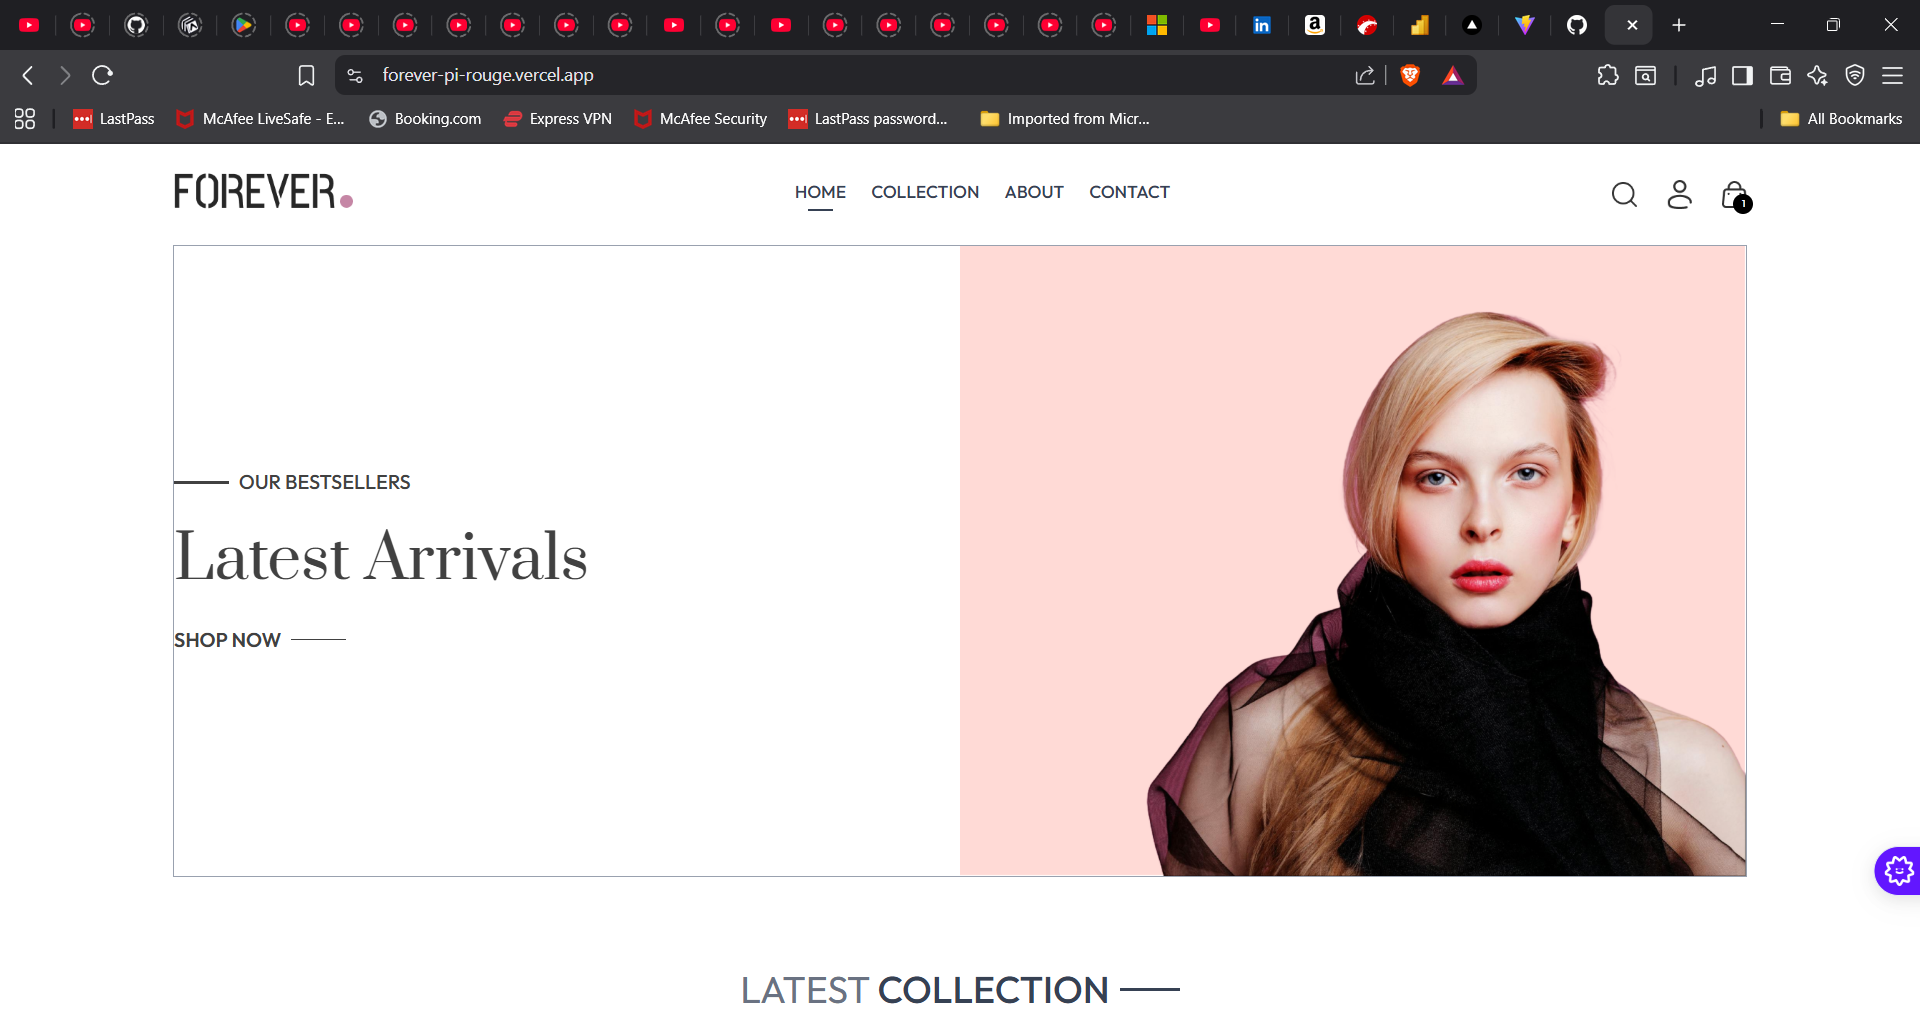 forever-pi-rouge.vercel.app
LastPass
McAfee LiveSafe - E...
Booking.com
Express VPN
McAfee Security
LastPass password...
Imported from Micr...
All Bookmarks
FOREVER.
HOME
COLLECTION
ABOUT
CONTACT
1
OUR BESTSELLERS
Latest Arrivals
SHOP NOW
LATEST COLLECTION